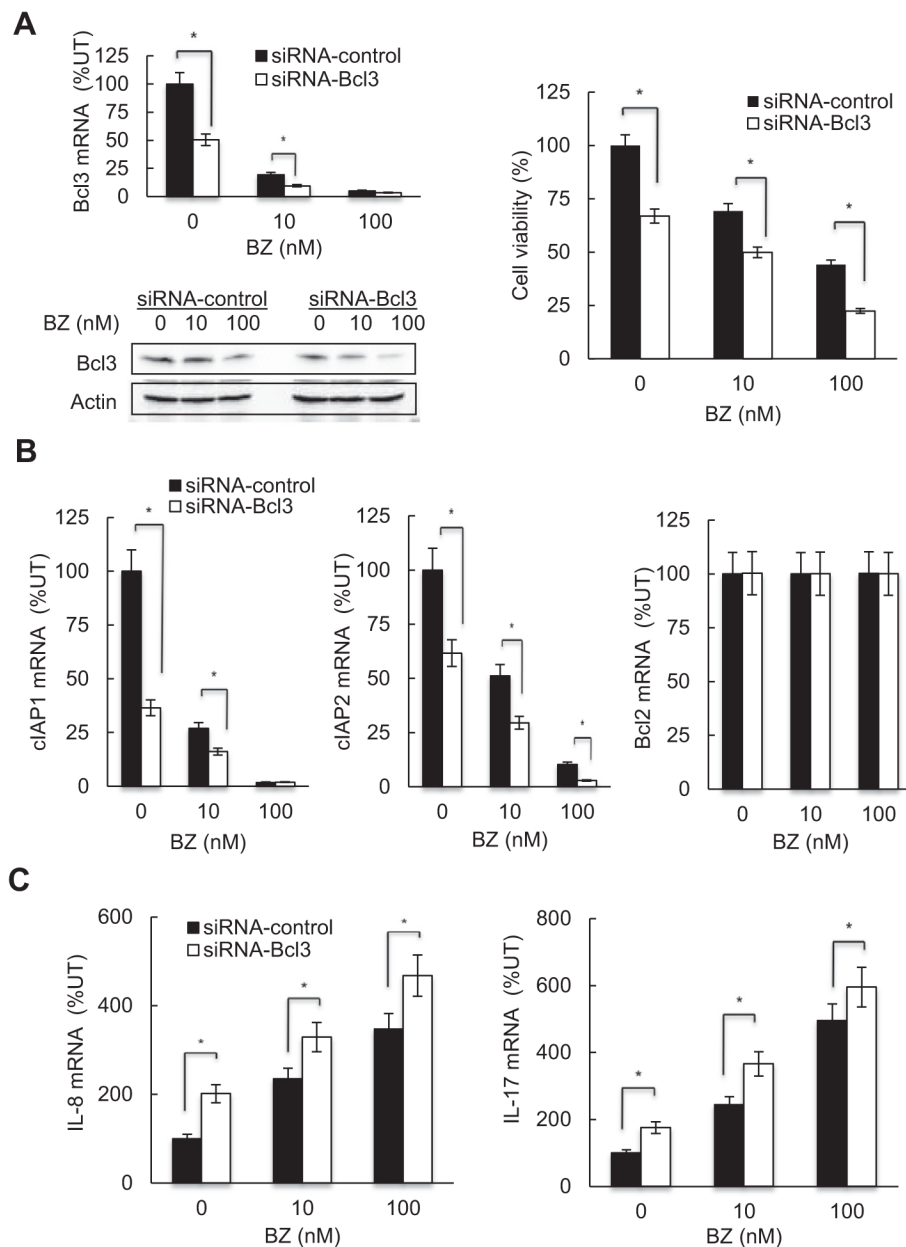 A
siRNA-control
siRNA-Bcl3
Bcl3 mRNA (%UT)
125
100
75
50
25
0
*
*
0 10 100
BZ (nM)
siRNA-control siRNA-Bcl3
BZ (nM) 0 10 100 0 10 100
Bcl3
Actin
siRNA-control
siRNA-Bcl3
Cell viability (%)
125
100
75
50
25
0
*
*
*
0 10 100
BZ (nM)
B
siRNA-control
siRNA-Bcl3
cIAP1 mRNA (%UT)
125
100
75
50
25
0
*
*
0 10 100
BZ (nM)
cIAP2 mRNA (%UT)
125
100
75
50
25
0
*
*
*
0 10 100
BZ (nM)
Bcl2 mRNA (%UT)
125
100
75
50
25
0
0 10 100
BZ (nM)
C
siRNA-control
siRNA-Bcl3
IL-8 mRNA (%UT)
600
400
200
0
*
*
*
0 10 100
BZ (nM)
IL-17 mRNA (%UT)
800
600
400
200
0
*
*
*
0 10 100
BZ (nM)